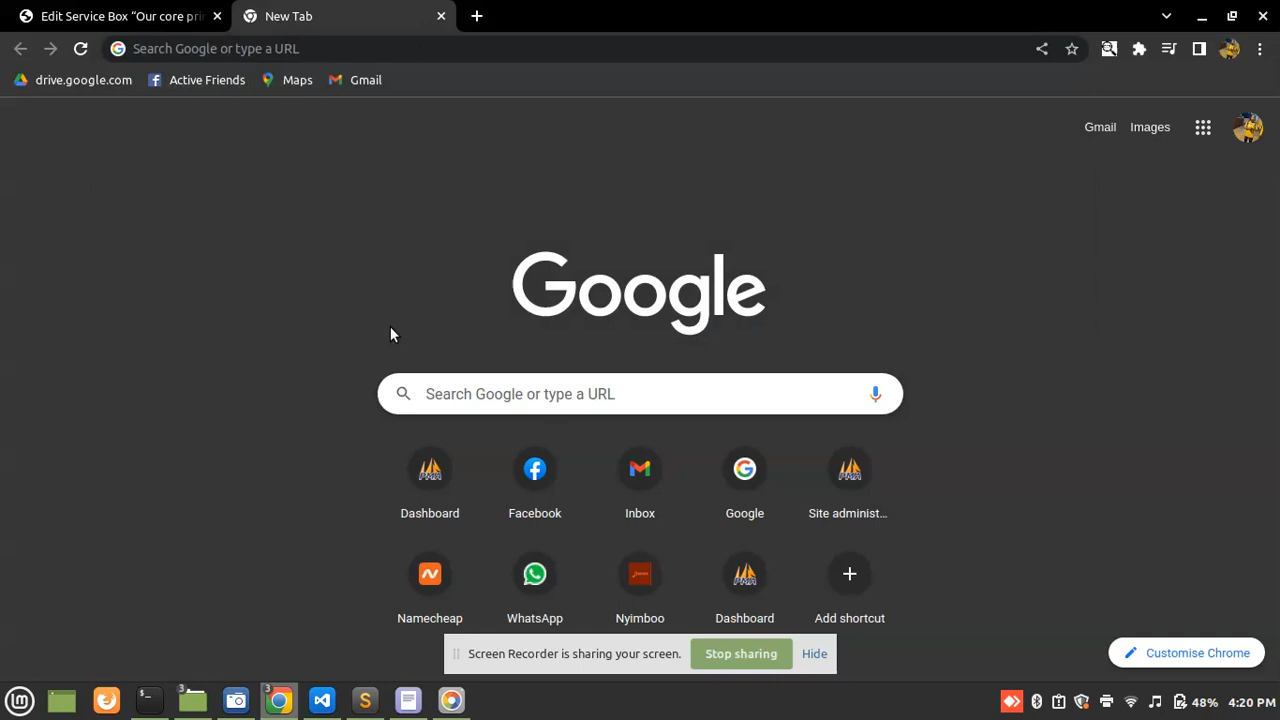 Edit Service Box “Our core pri
New Tab
Search Google or type a URL
drive.google.com
Active Friends
Maps
Gmail
Gmail
Images
Google
Search Google or type a URL
Dashboard
Facebook
Inbox
Google
Site administ...
Namecheap
WhatsApp
Nyimboo
Dashboard
Add shortcut
Screen Recorder is sharing your screen.
Stop sharing
Hide
Customise Chrome
3
3
48%
4:20 PM